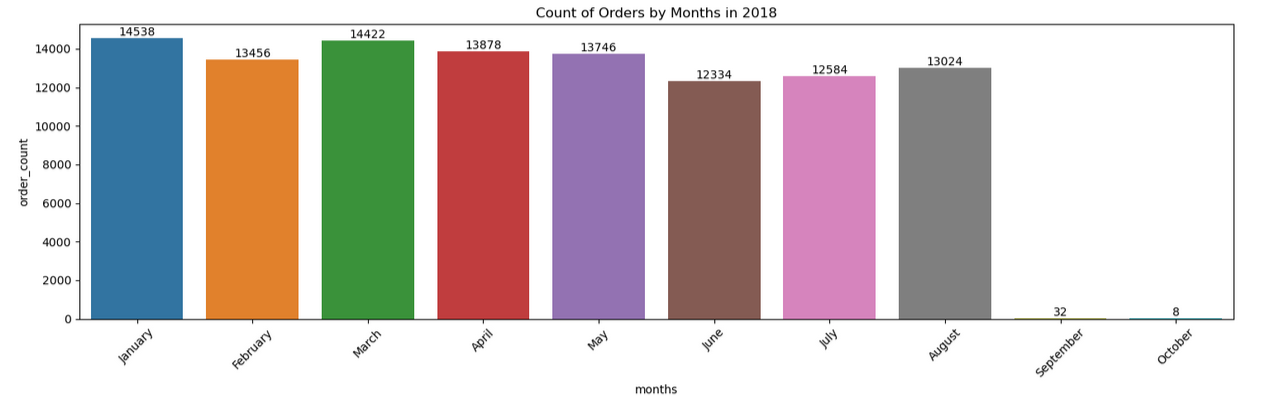 Count of Orders by Months in 2018
order_count
14000
12000
10000
8000
6000
4000
2000
0
14538
13456
14422
13878
13746
12334
12584
13024
32
8
January
February
March
April
May
June
July
August
September
October
months